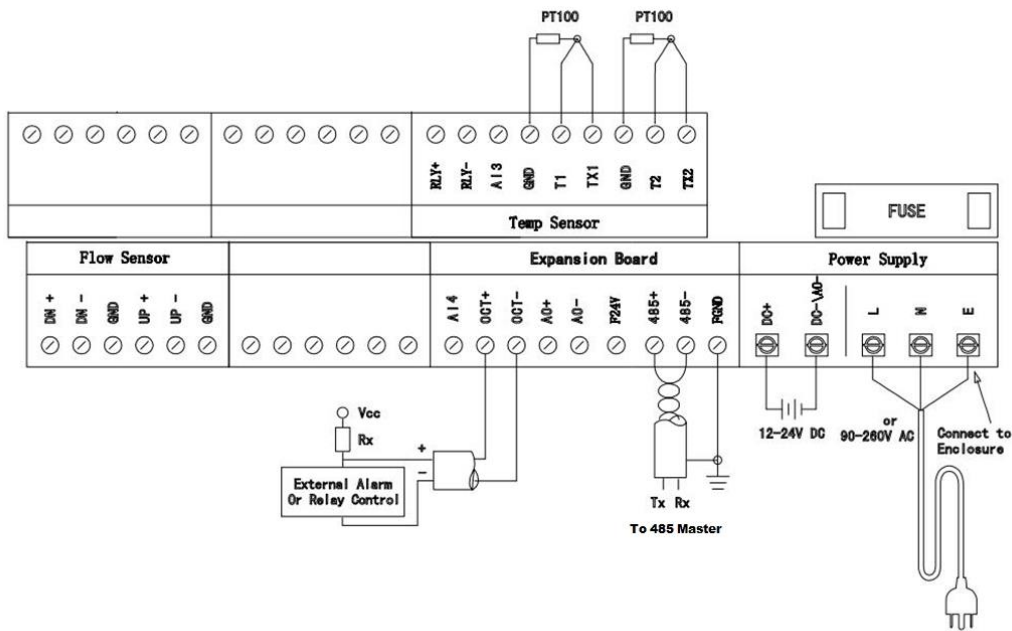 PT100 PT100
RLY+ RLY- AI3 GND T1 TX1 GND T2 TX2
Temp Sensor
FUSE
Flow Sensor Expansion Board Power Supply
DN + DN - GND UP + UP - GND AI4 OCT+ OCT- AO+ AO- P24V 485+ 485- PGND DC+ DC-\AO- L N E
Vcc
Rx
+
-
External Alarm
Or Relay Control
12-24V DC
or
90-260V AC
Connect to
Enclosure
Tx Rx
To 485 Master